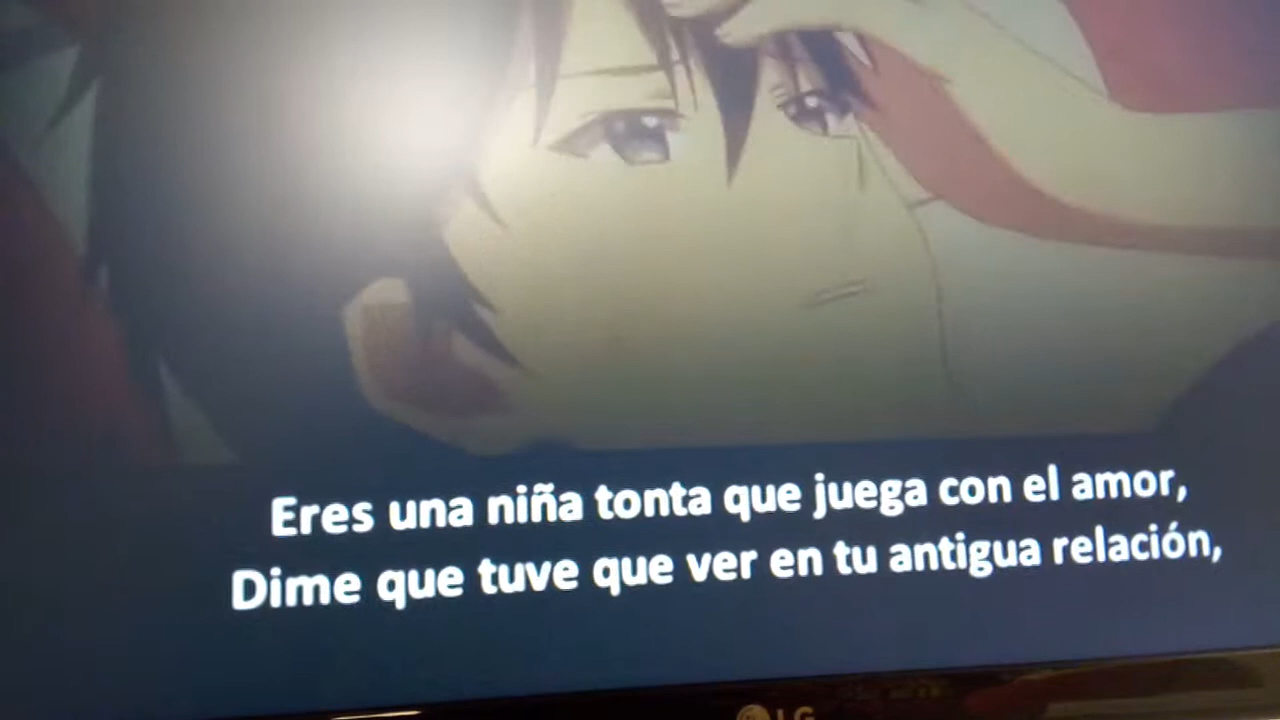 Eres una niña tonta que juega con el amor,
Dime que tuve que ver en tu antigua relación,
LG